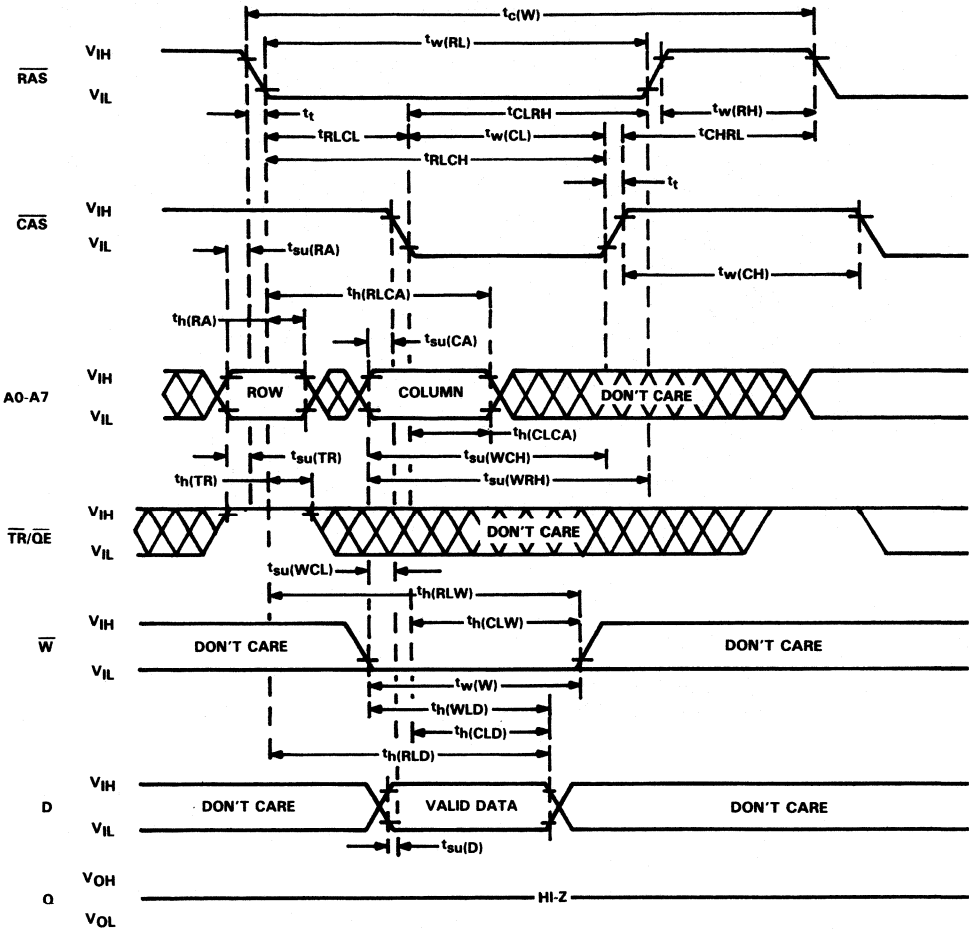 tc(W)
VIH
tw(RL)
RAS
VIL
tt
tCLRH
tw(RH)
tRLCL
tw(CL)
tCHRL
tRLCH
tt
VIH
CAS
VIL
tsu(RA)
tw(CH)
th(RLCA)
th(RA)
tsu(CA)
VIH
A0-A7
ROW
COLUMN
DON'T CARE
VIL
th(CLCA)
tsu(TR)
tsu(WCH)
th(TR)
tsu(WRH)
VIH
TR/QE
DON'T CARE
VIL
tsu(WCL)
th(RLW)
VIH
th(CLW)
W
DON'T CARE
DON'T CARE
VIL
tw(W)
th(WLD)
th(CLD)
th(RLD)
VIH
D
DON'T CARE
VALID DATA
DON'T CARE
VIL
tsu(D)
VOH
Q
HI-Z
VOL